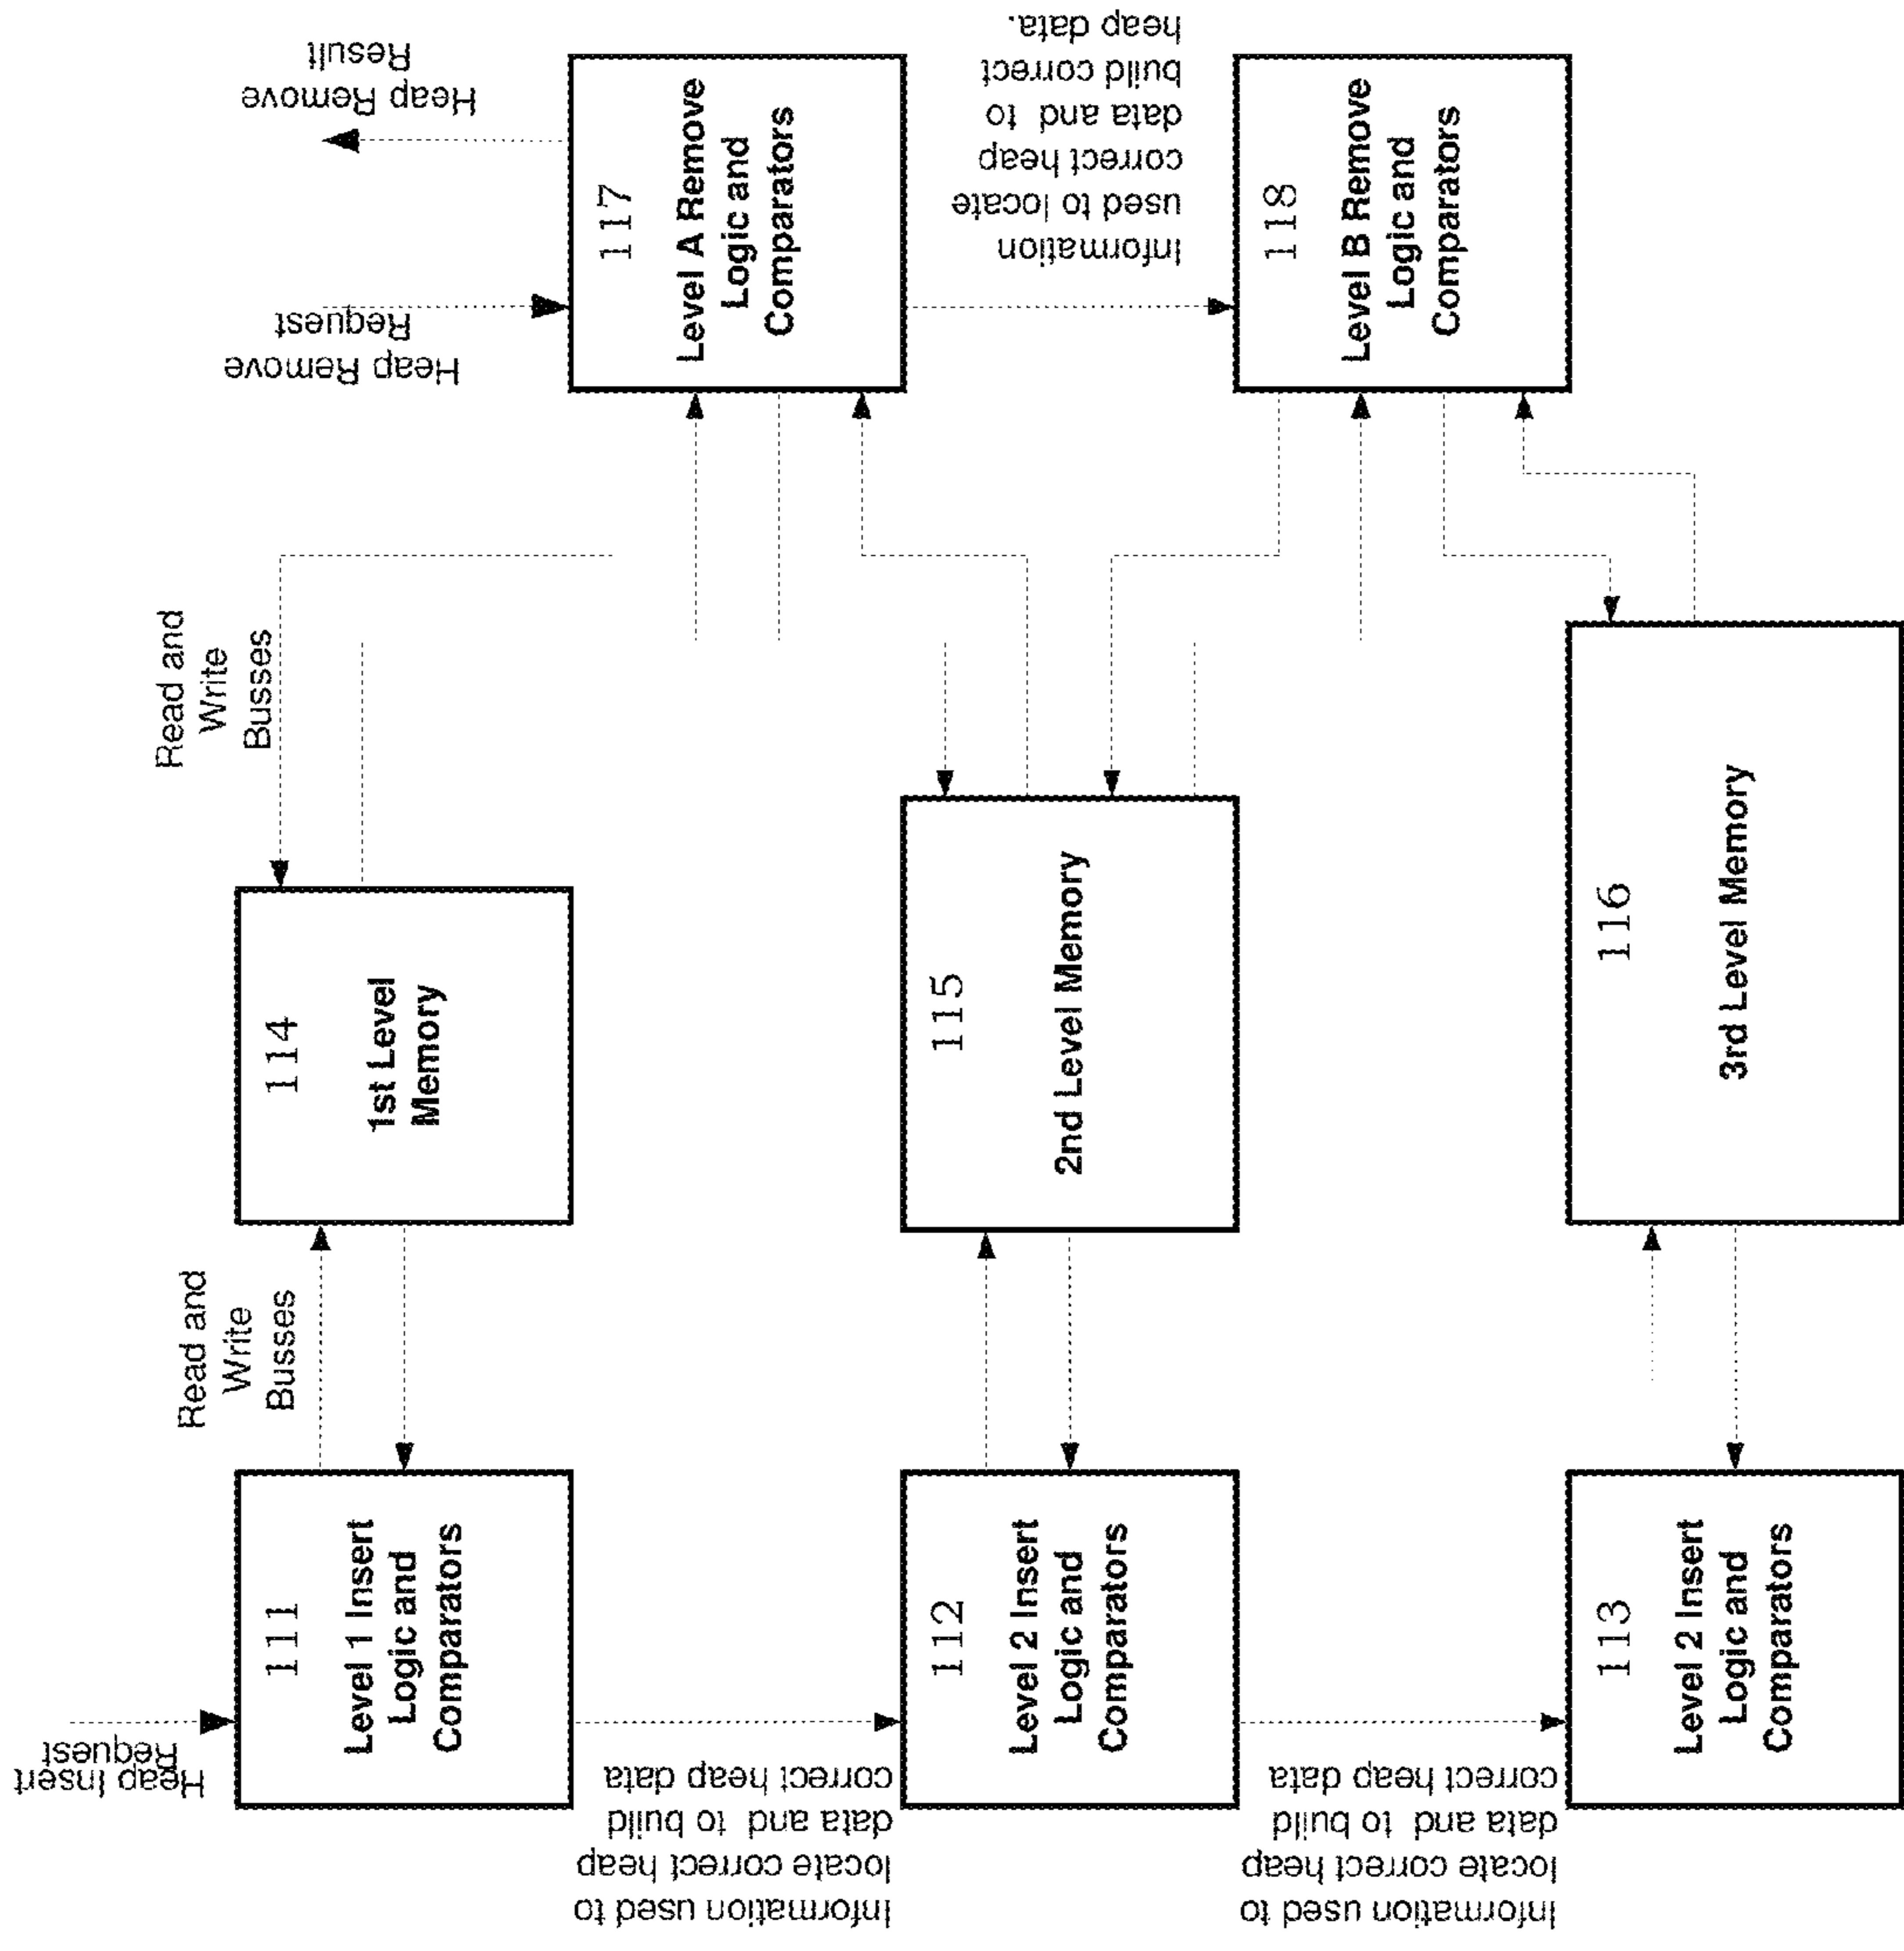 Heap Insert
Request
111
Level 1 Insert
Logic and
Comparators
Read and
Write
Busses
114
1st Level
Memory
Read and
Write
Busses
Heap Remove
Request
Heap Remove
Result
117
Level A Remove
Logic and
Comparators
Information used to
locate correct heap
data and to build
correct heap data
112
Level 2 Insert
Logic and
Comparators
115
2nd Level Memory
Information
used to locate
correct heap
data and to
build correct
heap data.
118
Level B Remove
Logic and
Comparators
Information used to
locate correct heap
data and to build
correct heap data
113
Level 2 Insert
Logic and
Comparators
116
3rd Level Memory